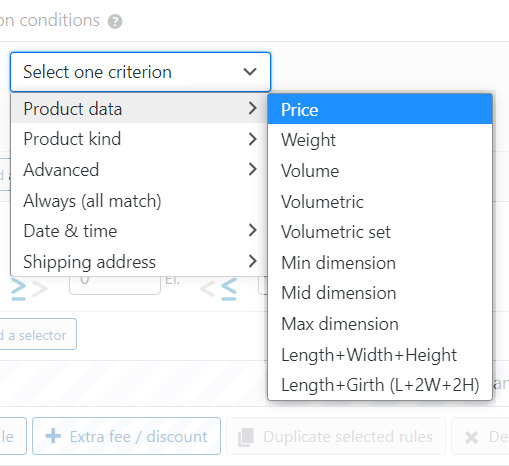 on conditions
Select one criterion
Product data
Product kind
Advanced
Always (all match)
Date & time
Shipping address
Price
Weight
Volume
Volumetric
Volumetric set
Min dimension
Mid dimension
Max dimension
Length+Width+Height
Length+Girth (L+2W+2H)
≥ > 0 El. < ≤
d a selector
le
Extra fee / discount
Duplicate selected rules
De